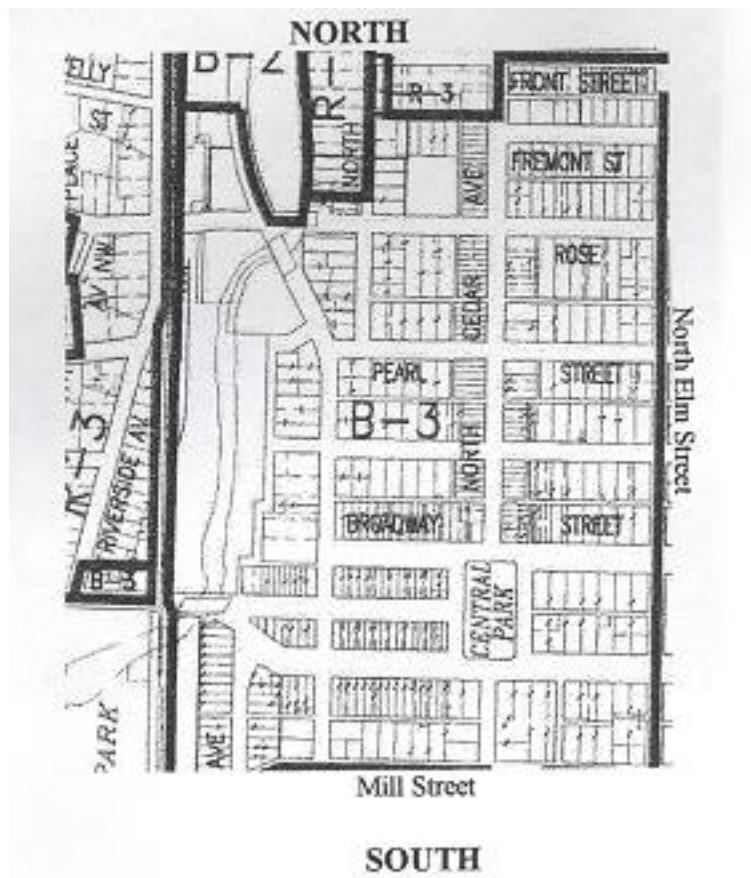 NORTH
B-2
R-1
NORTH
R-3
FRONT STREET
ELLY
ST
PLACE
AVE
FREMONT ST
AV NW
ROSE
CEDAR
North Elm Street
PEARL STREET
B-3
R-3
RIVERSIDE AV
NORTH
BROADWAY STREET
B-3
CENTRAL PARK
PARK
AVE
Mill Street
SOUTH